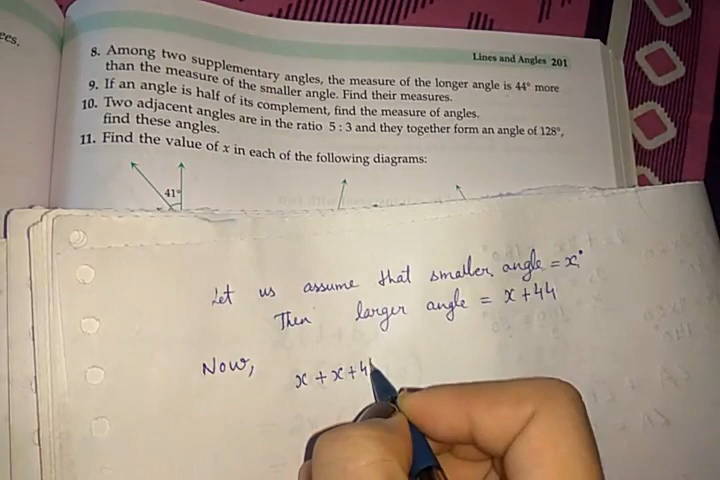 ees.
Lines and Angles 201
8. Among two supplementary angles, the measure of the longer angle is 44° more
than the measure of the smaller angle. Find their measures.
9. If an angle is half of its complement, find the measure of angles.
10. Two adjacent angles are in the ratio 5 : 3 and they together form an angle of 128°,
find these angles.
11. Find the value of x in each of the following diagrams:
41°
Let us assume that smaller angle = x°
Then larger angle = x+44
Now,
x + x + 4